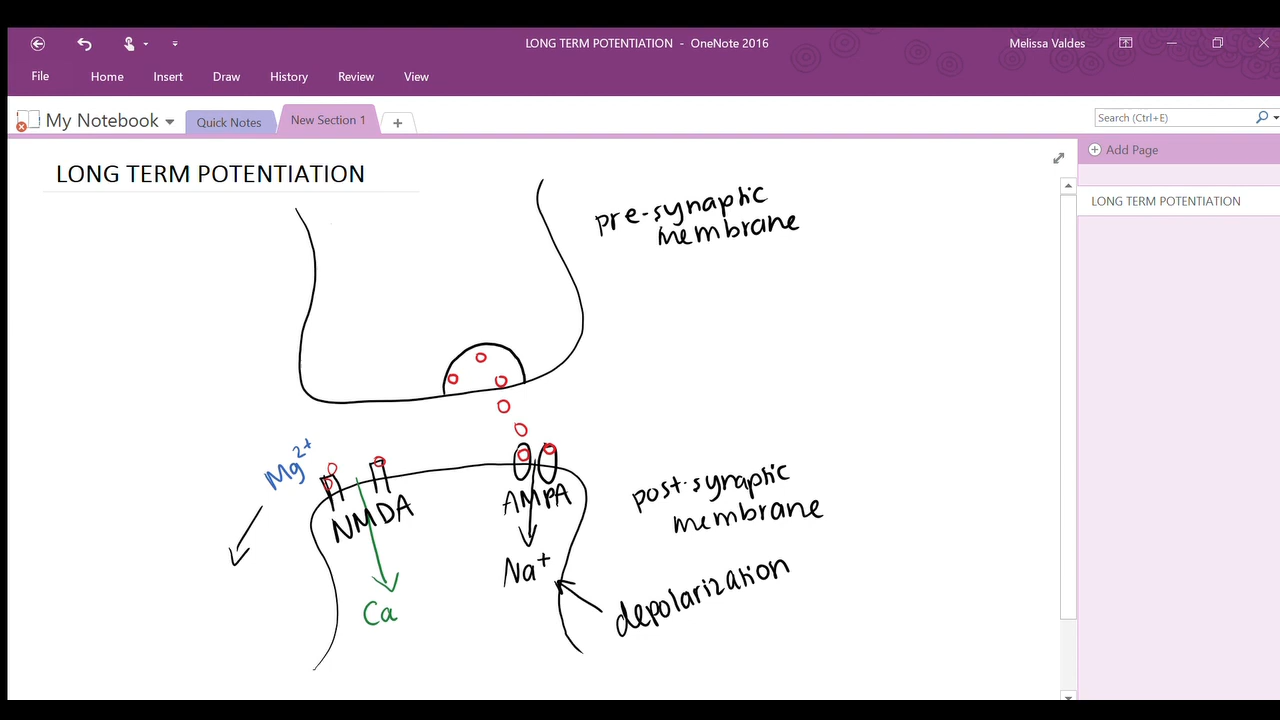 LONG TERM POTENTIATION - OneNote 2016
Melissa Valdes
File Home Insert Draw History Review View
My Notebook
Quick Notes
New Section 1
Search (Ctrl+E)
Add Page
LONG TERM POTENTIATION
LONG TERM POTENTIATION
pre-synaptic
membrane
Mg2+
NMDA
AMPA
post-synaptic
membrane
Na+
Ca
depolarization